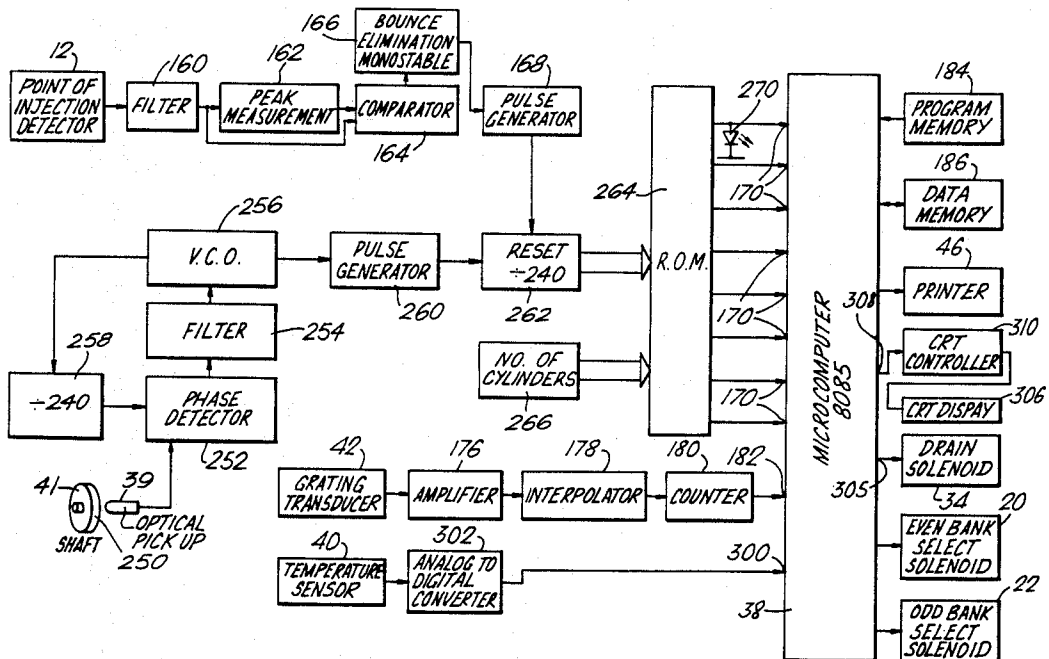 12
POINT OF
INJECTION
DETECTOR
160
FILTER
162
PEAK
MEASUREMENT
166
BOUNCE
ELIMINATION
MONOSTABLE
COMPARATOR
164
168
PULSE
GENERATOR
256
V.C.O.
PULSE
GENERATOR
260
RESET
÷240
262
FILTER
254
258
÷240
PHASE
DETECTOR
252
NO. OF
CYLINDERS
266
264
R.O.M.
270
170
170
170
170
41
SHAFT
250
39
OPTICAL
PICK UP
42
GRATING
TRANSDUCER
176
AMPLIFIER
178
INTERPOLATOR
180
COUNTER
182
40
TEMPERATURE
SENSOR
302
ANALOG TO
DIGITAL
CONVERTER
300
MICROCOMPUTER
8085
38
184
PROGRAM
MEMORY
186
DATA
MEMORY
46
PRINTER
308
310
CRT
CONTROLLER
306
CRT DISPAY
DRAIN
SOLENOID
305
34
20
EVEN BANK
SELECT
SOLENOID
22
ODD BANK
SELECT
SOLENOID